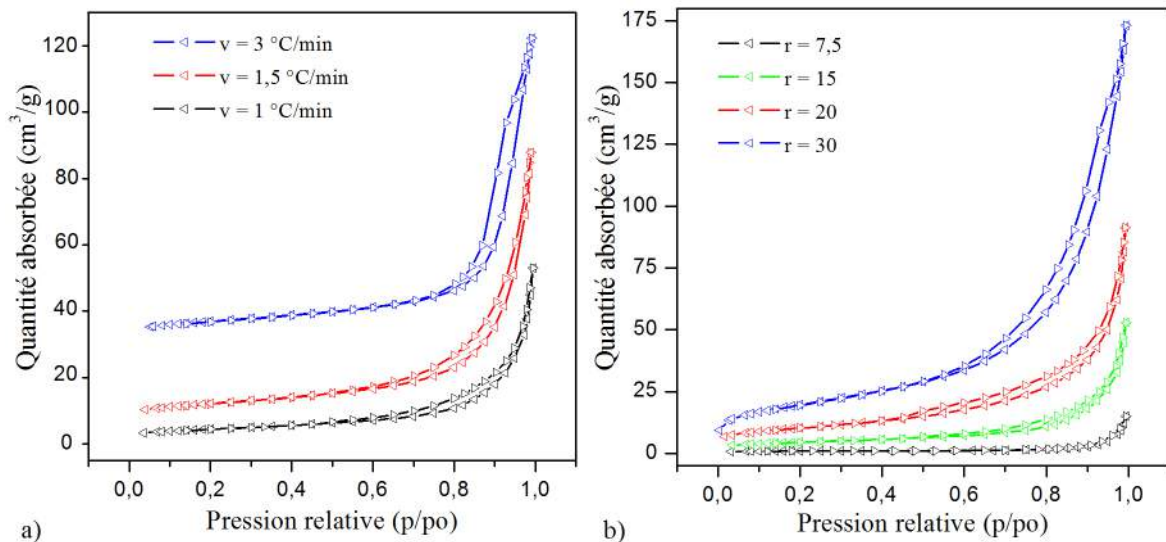 120
100
80
60
40
20
0
Quantité absorbée (cm³/g)
v = 3 °C/min
v = 1,5 °C/min
v = 1 °C/min
0,0 0,2 0,4 0,6 0,8 1,0
Pression relative (p/po)
a)
175
150
125
100
75
50
25
0
Quantité absorbée (cm³/g)
r = 7,5
r = 15
r = 20
r = 30
0,0 0,2 0,4 0,6 0,8 1,0
Pression relative (p/po)
b)